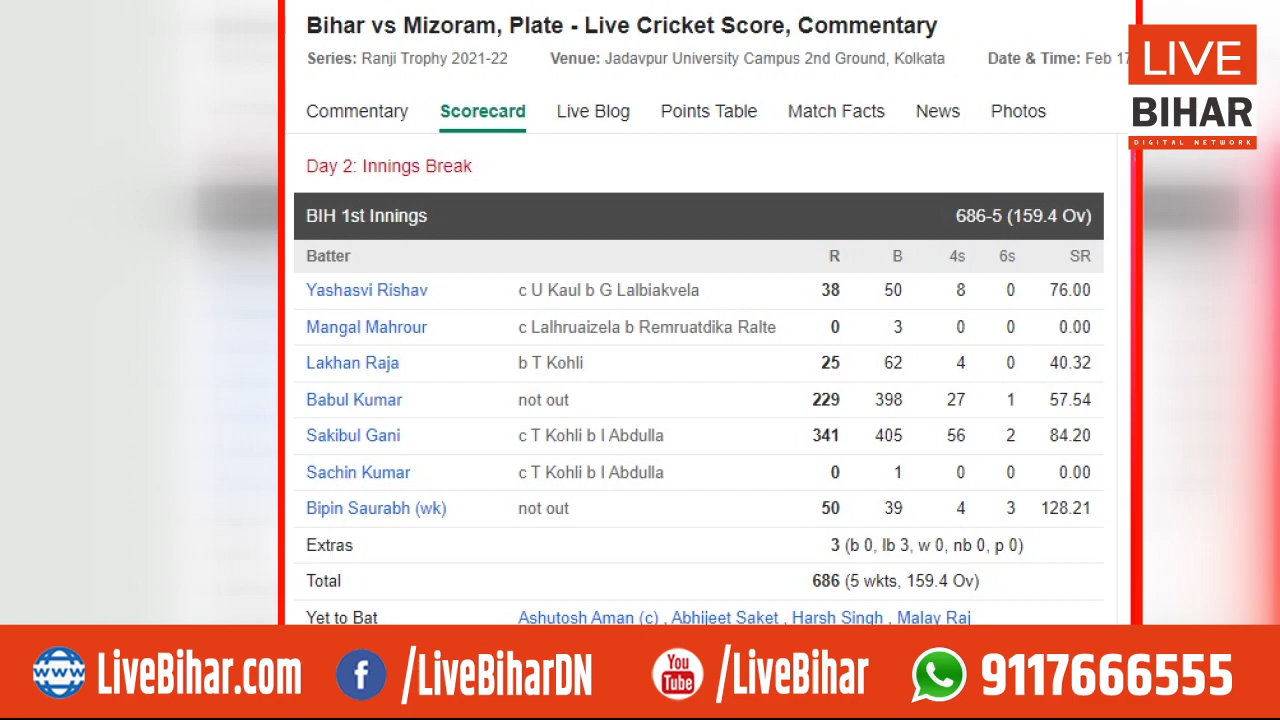 Bihar vs Mizoram, Plate - Live Cricket Score, Commentary
Series: Ranji Trophy 2021-22 Venue: Jadavpur University Campus 2nd Ground, Kolkata Date & Time: Feb 17
LIVE
BIHAR
DIGITAL NETWORK
Commentary Scorecard Live Blog Points Table Match Facts News Photos
Day 2: Innings Break
BIH 1st Innings 686-5 (159.4 Ov)
Batter R B 4s 6s SR
Yashasvi Rishav c U Kaul b G Lalbiakvela 38 50 8 0 76.00
Mangal Mahrour c Lalhruaizela b Remruatdika Ralte 0 3 0 0 0.00
Lakhan Raja b T Kohli 25 62 4 0 40.32
Babul Kumar not out 229 398 27 1 57.54
Sakibul Gani c T Kohli b I Abdulla 341 405 56 2 84.20
Sachin Kumar c T Kohli b I Abdulla 0 1 0 0 0.00
Bipin Saurabh (wk) not out 50 39 4 3 128.21
Extras 3 (b 0, lb 3, w 0, nb 0, p 0)
Total 686 (5 wkts, 159.4 Ov)
Yet to Bat Ashutosh Aman (c) , Abhijeet Saket , Harsh Singh , Malay Raj
www LiveBihar.com f /LiveBiharDN You Tube /LiveBihar 9117666555